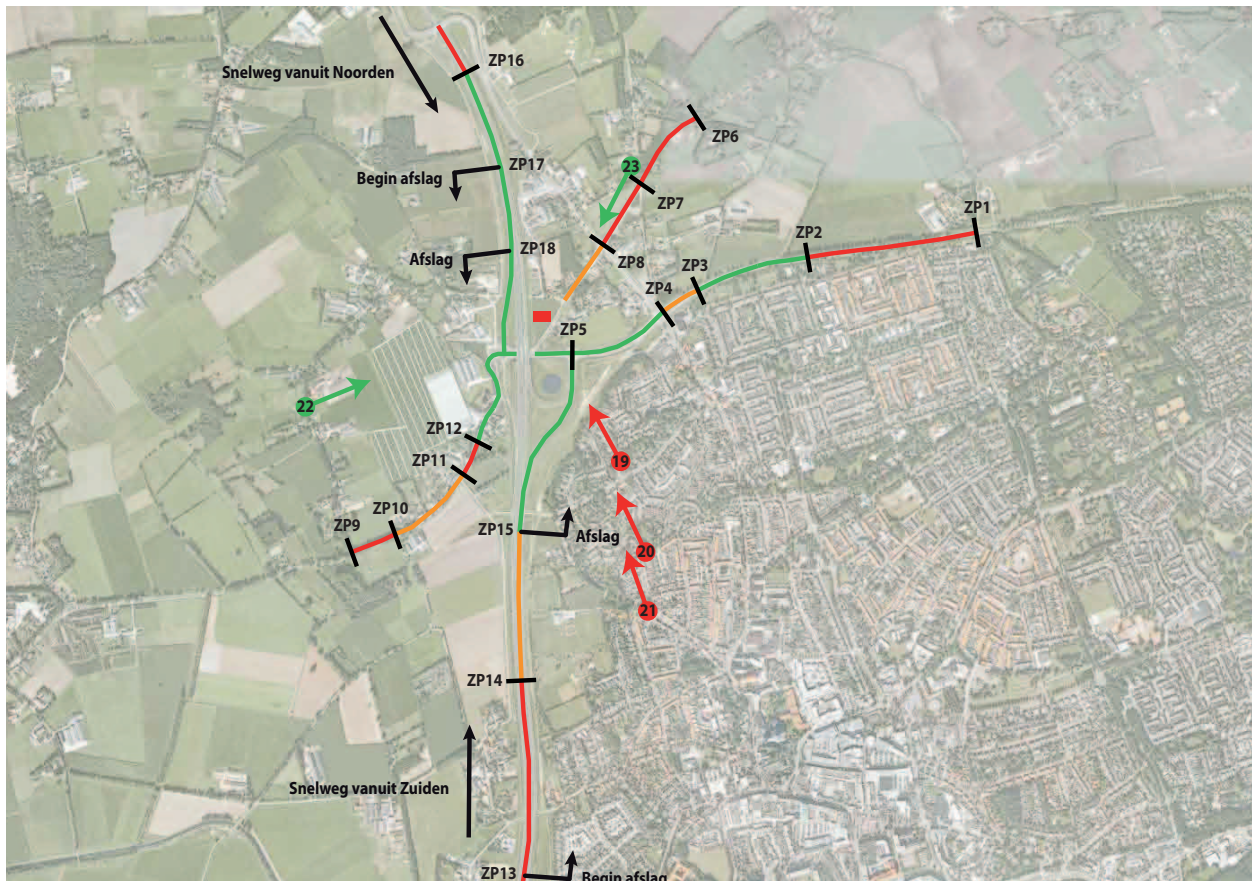 ZP16
Snelweg vanuit Noorden
ZP6
ZP17
23
Begin afslag
ZP7
ZP1
ZP2
ZP18
Afslag
ZP8
ZP3
ZP4
ZP5
22
ZP12
ZP11
19
ZP10
ZP9
ZP15
Afslag
20
21
ZP14
Snelweg vanuit Zuiden
ZP13
Begin afslag